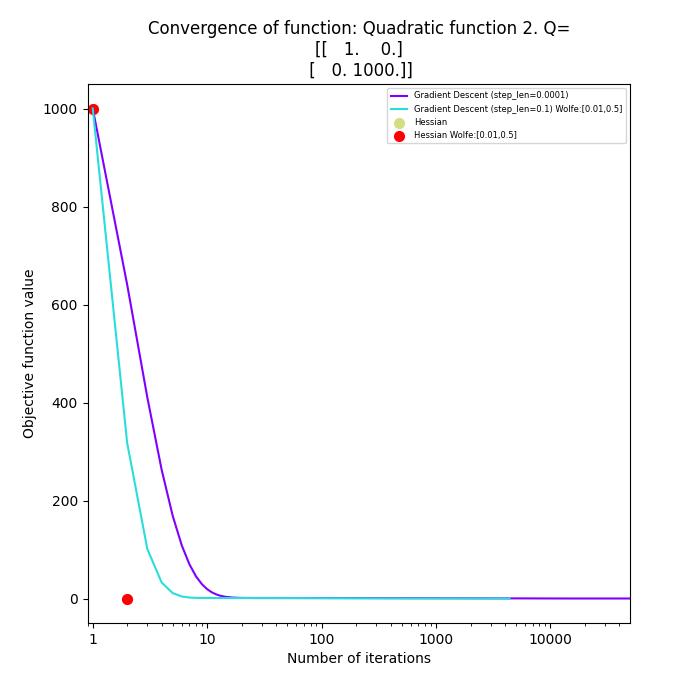 Convergence of function: Quadratic function 2. Q=
[[ 1. 0.]
[ 0. 1000.]]
Gradient Descent (step_len=0.0001)
Gradient Descent (step_len=0.1) Wolfe:[0.01,0.5]
Hessian
Hessian Wolfe:[0.01,0.5]
1000
800
600
400
200
0
Objective function value
1 10 100 1000 10000
Number of iterations